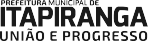 PREFEITURA MUNICIPAL DE
ITAPIRANGA
UNIÃO E PROGRESSO